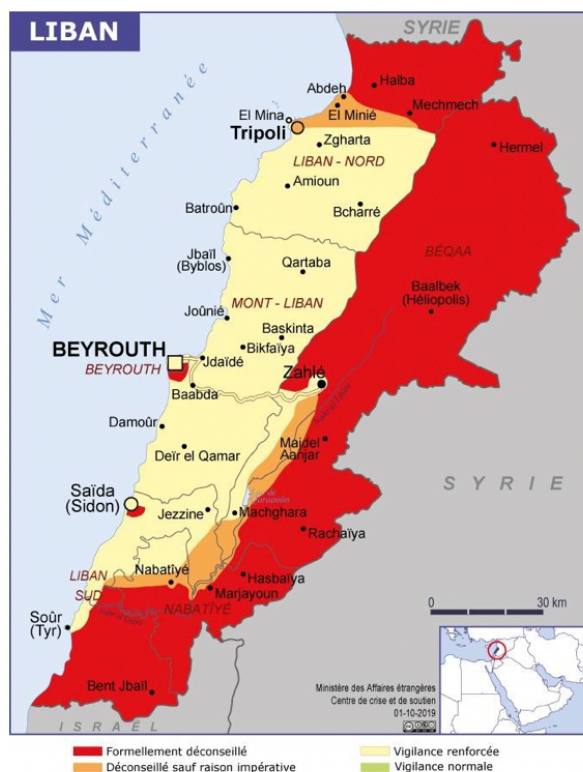 LIBAN
SYRIE
Mer Méditerranée
Halba
Abdeh
El Mina
El Minié
Mechmech
Tripoli
Zgharta
Hermel
LIBAN - NORD
Amioun
Batroûn
Bcharré
Jbaïl
(Byblos)
Qartaba
BÉQAA
Baalbek
(Héliopolis)
MONT - LIBAN
Joûnié
Baskinta
BEYROUTH
Bikfaïya
Jdaïdé
BEYROUTH
Zahlé
Baabda
Damoûr
Majdel
Aanjar
Deïr el Qamar
SYRIE
Saïda
(Sidon)
Jezzine
Machghara
Rachaïya
Nabatîyé
LIBAN
SUD
Hasbaïya
Marjayoun
NABATÎYÉ
Soûr
(Tyr)
0 30 km
Bent Jbaïl
ISRAËL
Ministère des Affaires étrangères
Centre de crise et de soutien
01-10-2019
Formellement déconseillé
Vigilance renforcée
Déconseillé sauf raison impérative
Vigilance normale